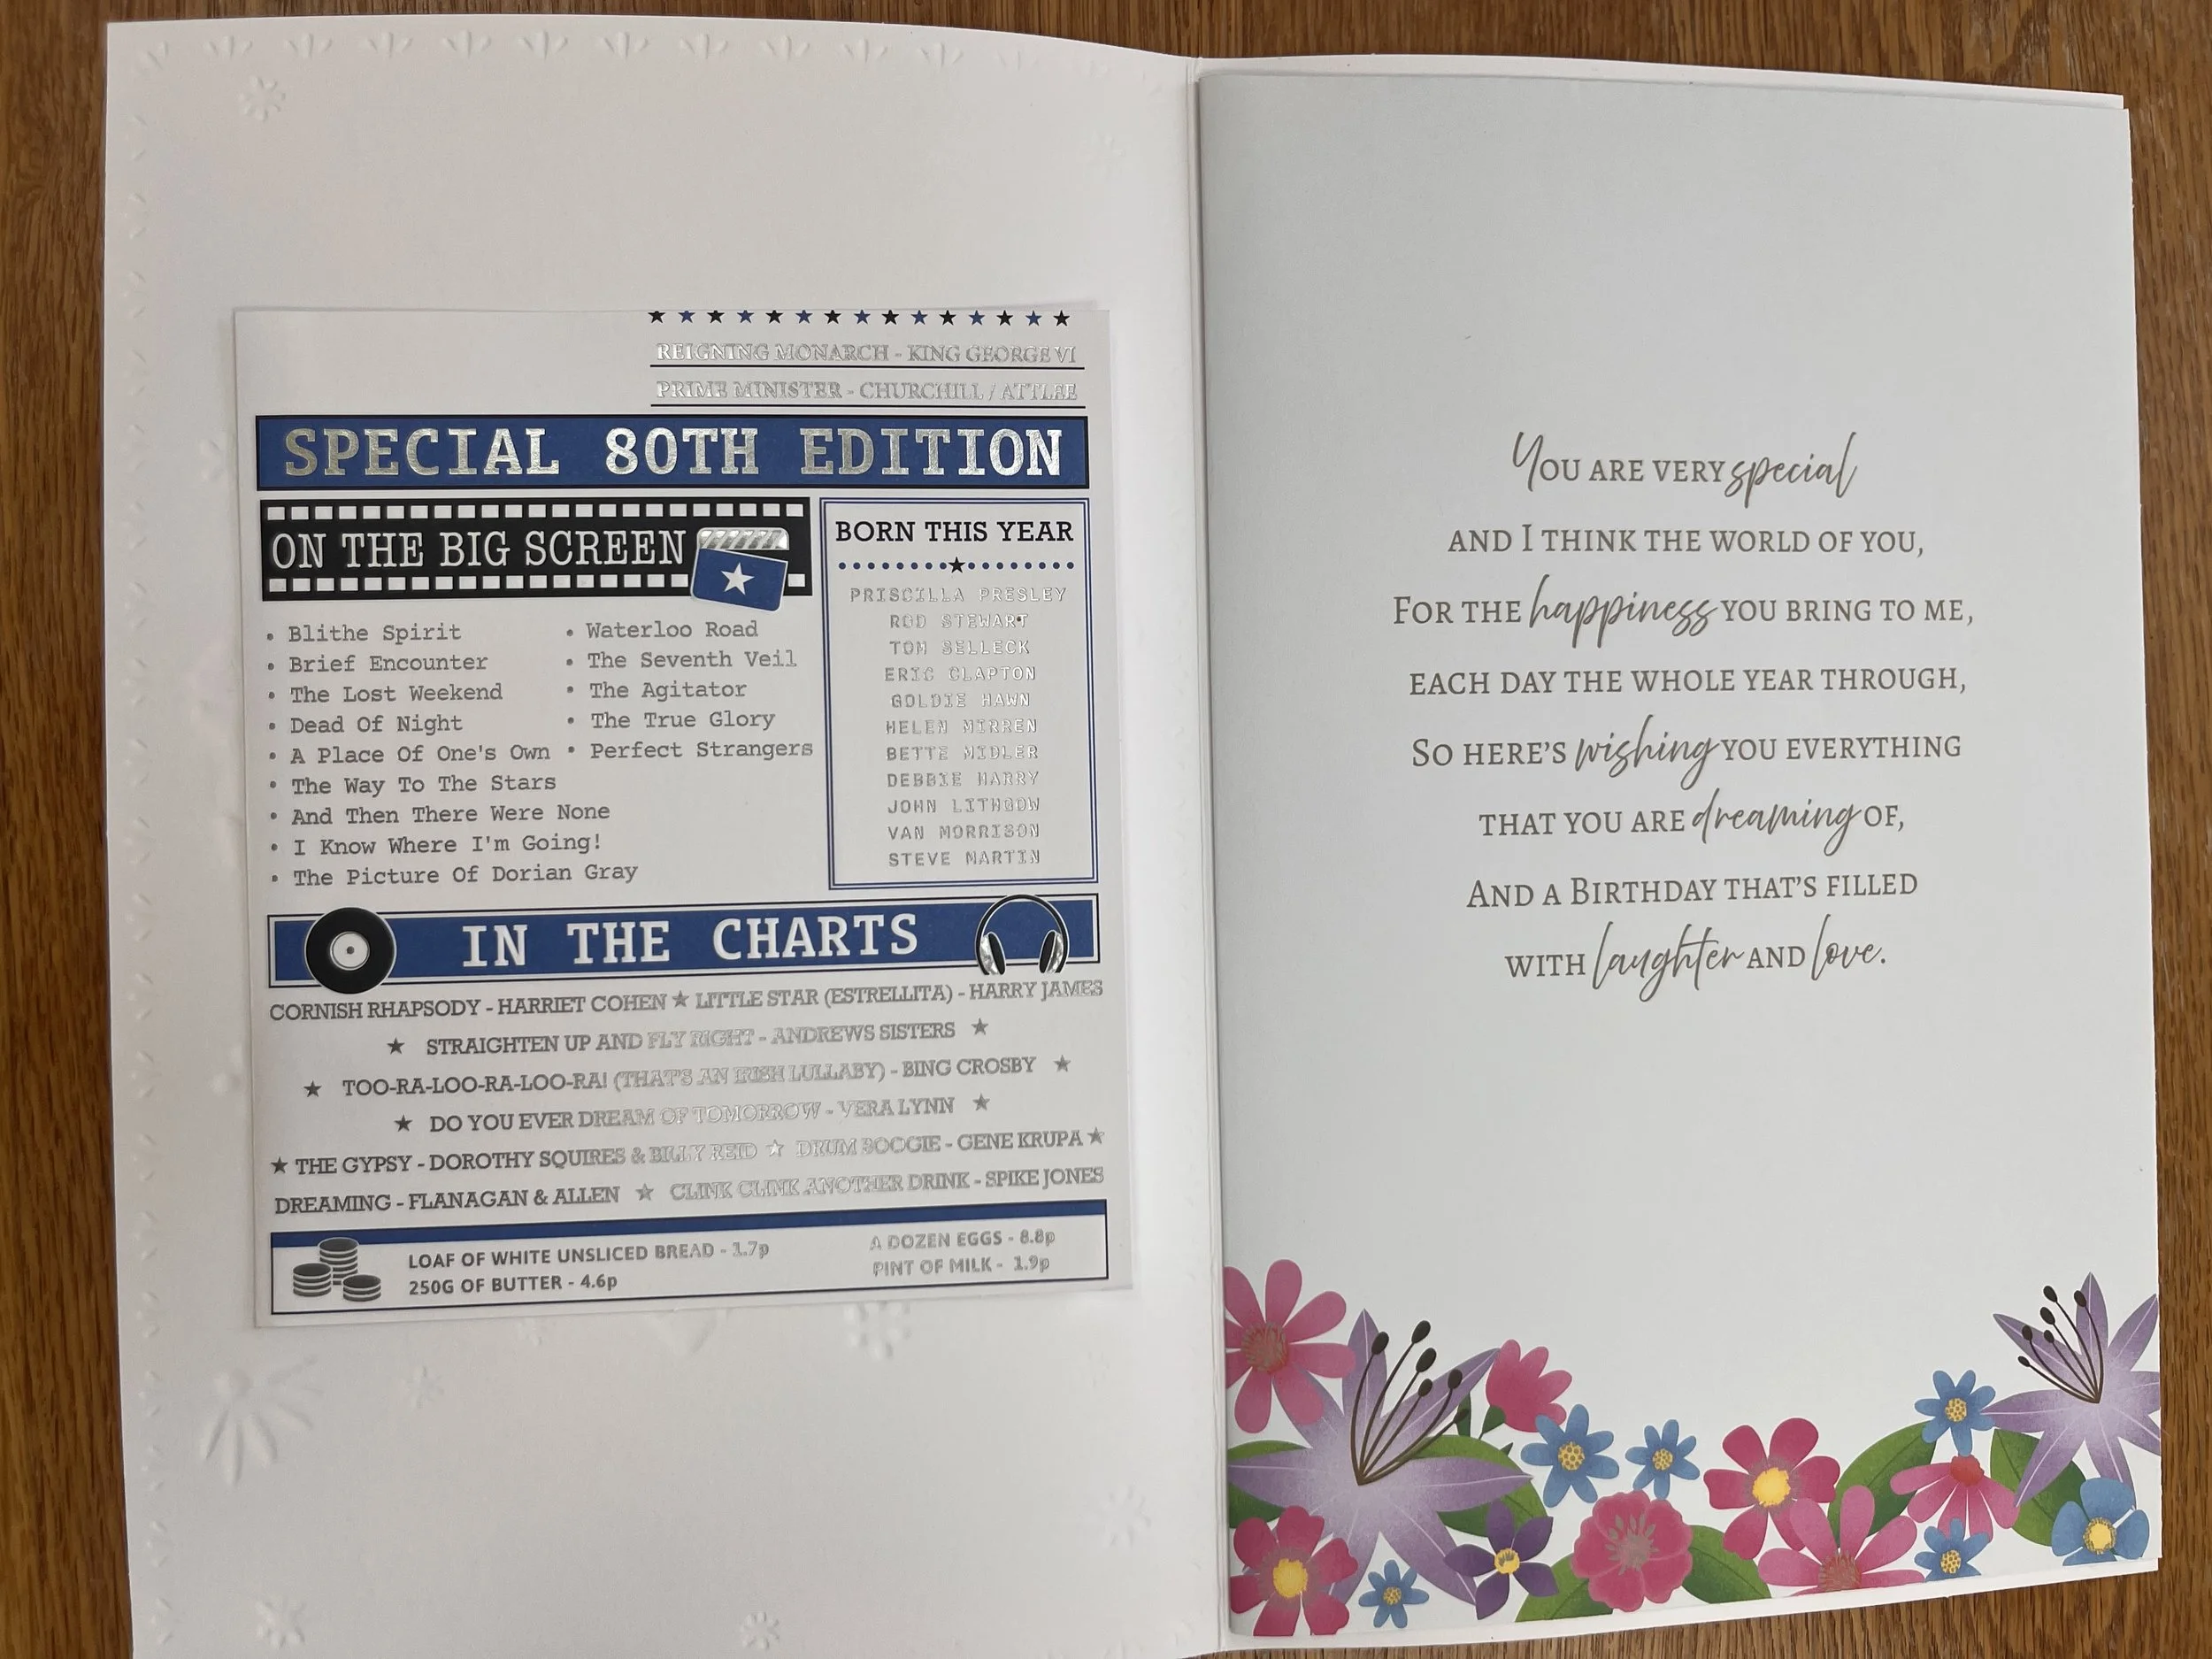 REIGNING MONARCH - KING GEORGE VI
PRIME MINISTER - CHURCHILL / ATTLEE
SPECIAL 80TH EDITION
ON THE BIG SCREEN
• Blithe Spirit
• Brief Encounter
• The Lost Weekend
• Dead Of Night
• A Place Of One's Own
• The Way To The Stars
• And Then There Were None
• I Know Where I'm Going!
• The Picture Of Dorian Gray
• Waterloo Road
• The Seventh Veil
• The Agitator
• The True Glory
• Perfect Strangers
BORN THIS YEAR
PRISCILLA PRESLEY
ROD STEWART
TOM SELLECK
ERIC CLAPTON
GOLDIE HAWN
HELEN MIRREN
BETTE MIDLER
DEBBIE HARRY
JOHN LITHGOW
VAN MORRISON
STEVE MARTIN
IN THE CHARTS
CORNISH RHAPSODY - HARRIET COHEN ★ LITTLE STAR (ESTRELLITA) - HARRY JAMES
★ STRAIGHTEN UP AND FLY RIGHT - ANDREWS SISTERS ★
★ TOO-RA-LOO-RA-LOO-RA! (THAT'S AN IRISH LULLABY) - BING CROSBY ★
★ DO YOU EVER DREAM OF TOMORROW - VERA LYNN ★
★ THE GYPSY - DOROTHY SQUIRES & BILLY REID ★ DRUM BOOGIE - GENE KRUPA ★
DREAMING - FLANAGAN & ALLEN ★ CLINK CLINK ANOTHER DRINK - SPIKE JONES
LOAF OF WHITE UNSLICED BREAD - 1.7p
250G OF BUTTER - 4.6p
A DOZEN EGGS - 8.8p
PINT OF MILK - 1.9p
YOU ARE VERY special
AND I THINK THE WORLD OF YOU,
FOR THE happiness YOU BRING TO ME,
EACH DAY THE WHOLE YEAR THROUGH,
SO HERE'S wishing YOU EVERYTHING
THAT YOU ARE dreaming OF,
AND A BIRTHDAY THAT'S FILLED
WITH laughter AND love.